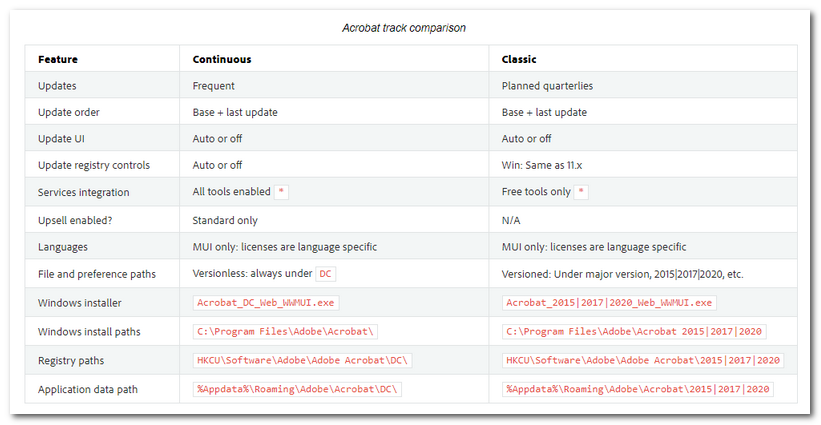 Acrobat track comparison
Feature Continuous Classic
Updates Frequent Planned quarterlies
Update order Base + last update Base + last update
Update UI Auto or off Auto or off
Update registry controls Auto or off Win: Same as 11.x
Services integration All tools enabled * Free tools only *
Upsell enabled? Standard only N/A
Languages MUI only: licenses are language specific MUI only: licenses are language specific
File and preference paths Versionless: always under DC Versioned: Under major version, 2015|2017|2020, etc.
Windows installer Acrobat_DC_Web_WWMUI.exe Acrobat_2015|2017|2020_Web_WWMUI.exe
Windows install paths C:\Program Files\Adobe\Acrobat\ C:\Program Files\Adobe\Acrobat 2015|2017|2020
Registry paths HKCU\Software\Adobe\Adobe Acrobat\DC\ HKCU\Software\Adobe\Adobe Acrobat\2015|2017|2020
Application data path %Appdata%\Roaming\Adobe\Acrobat\DC\ %Appdata%\Roaming\Adobe\Acrobat\2015|2017|2020